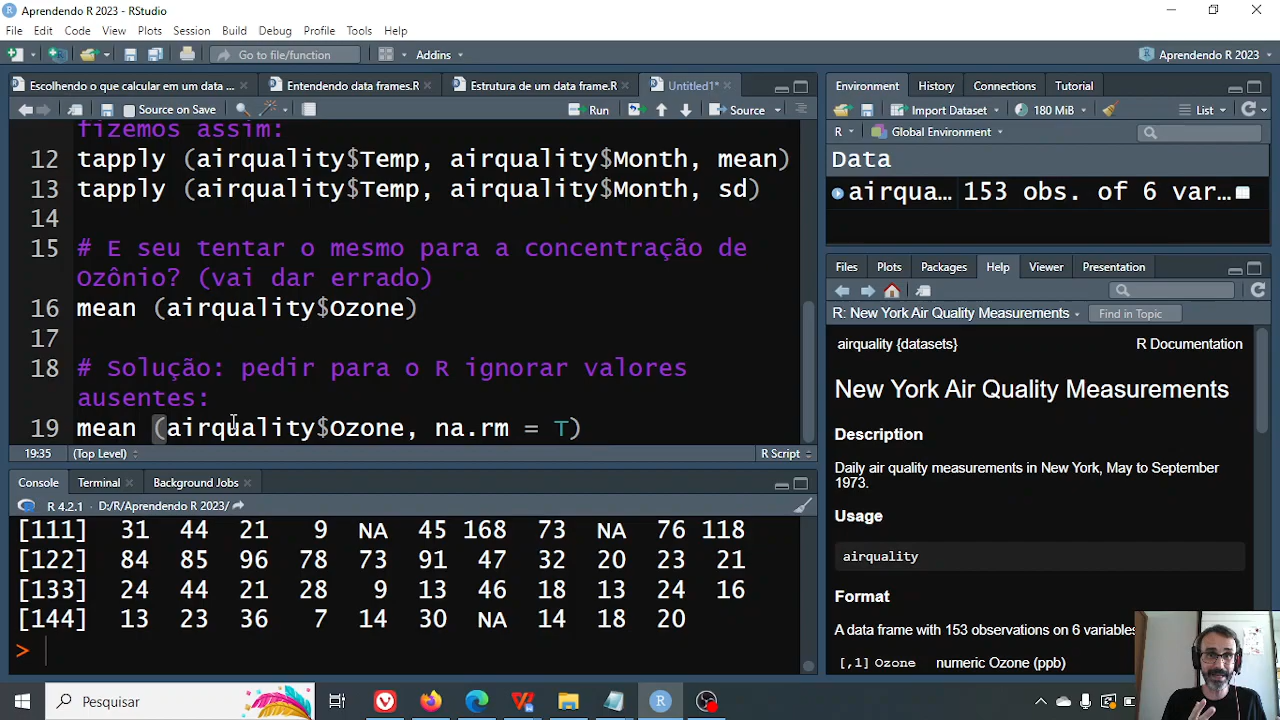 Aprendendo R 2023 - RStudio
File Edit Code View Plots Session Build Debug Profile Tools Help
Go to file/function Addins Aprendendo R 2023
Escolhendo o que calcular em um data ... Entendendo data frames.R Estrutura de um data frame.R Untitled1*
Source on Save Run Source
fizemos assim:
12 tapply (airquality$Temp, airquality$Month, mean)
13 tapply (airquality$Temp, airquality$Month, sd)
14
15 # E seu tentar o mesmo para a concentração de
Ozônio? (vai dar errado)
16 mean (airquality$Ozone)
17
18 # Solução: pedir para o R ignorar valores
ausentes:
19 mean (airquality$Ozone, na.rm = T)
19:35 (Top Level) R Script
Console Terminal Background Jobs
R 4.2.1 · D:/R/Aprendendo R 2023/
[111] 31 44 21 9 NA 45 168 73 NA 76 118
[122] 84 85 96 78 73 91 47 32 20 23 21
[133] 24 44 21 28 9 13 46 18 13 24 16
[144] 13 23 36 7 14 30 NA 14 18 20
>
Environment History Connections Tutorial
Import Dataset 180 MiB List
R Global Environment
Data
airqua... 153 obs. of 6 var...
Files Plots Packages Help Viewer Presentation
R: New York Air Quality Measurements Find in Topic
airquality {datasets} R Documentation
New York Air Quality Measurements
Description
Daily air quality measurements in New York, May to September
1973.
Usage
airquality
Format
A data frame with 153 observations on 6 variables
[,1] Ozone numeric Ozone (ppb)
Pesquisar